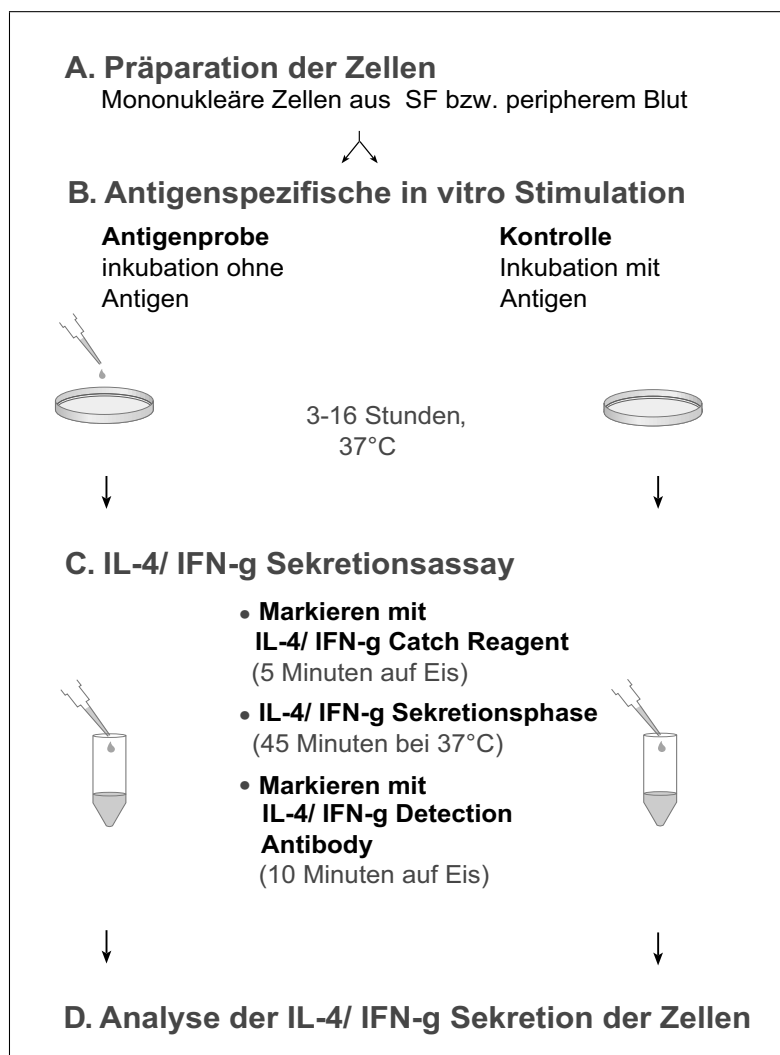 A. Präparation der Zellen
Mononukleäre Zellen aus SF bzw. peripherem Blut
B. Antigenspezifische in vitro Stimulation
Antigenprobe
inkubation ohne
Antigen
Kontrolle
Inkubation mit
Antigen
3-16 Stunden,
37°C
C. IL-4/ IFN-g Sekretionsassay
• Markieren mit
IL-4/ IFN-g Catch Reagent
(5 Minuten auf Eis)
• IL-4/ IFN-g Sekretionsphase
(45 Minuten bei 37°C)
• Markieren mit
IL-4/ IFN-g Detection
Antibody
(10 Minuten auf Eis)
D. Analyse der IL-4/ IFN-g Sekretion der Zellen